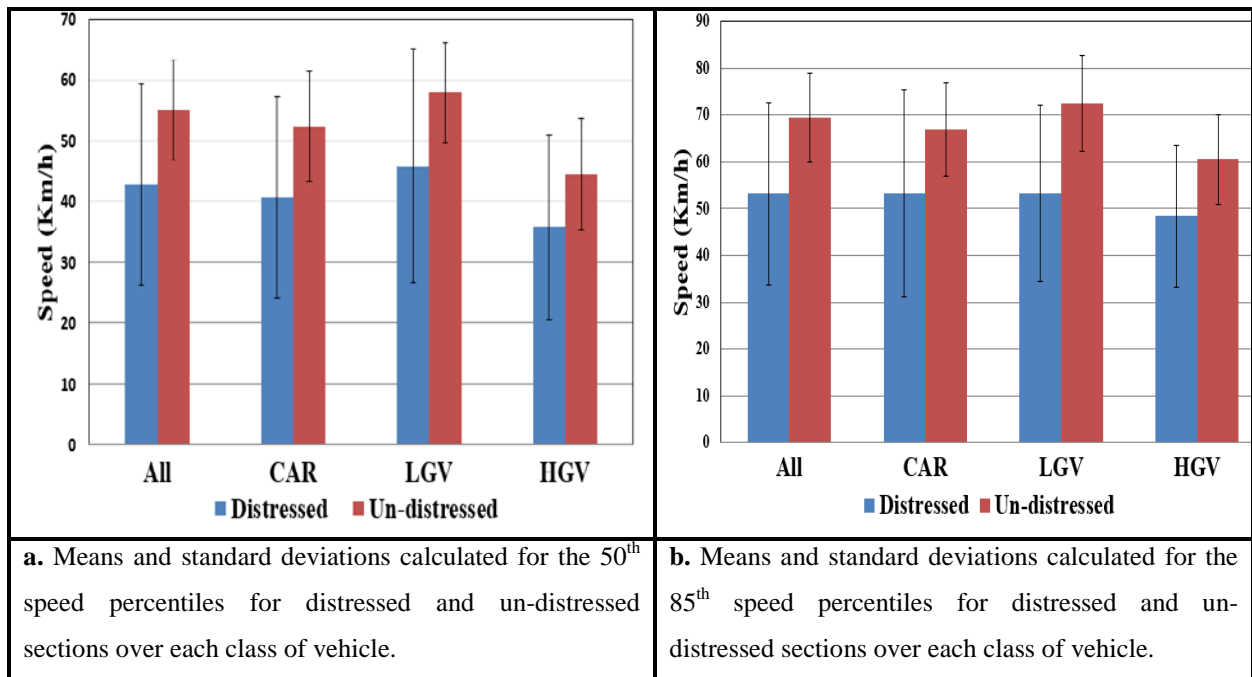 70
60
50
40
30
20
10
0
Speed (Km/h)
All CAR LGV HGV
Distressed Un-distressed
90
80
70
60
50
40
30
20
10
0
Speed (Km/h)
All CAR LGV HGV
Distressed Un-distressed
a. Means and standard deviations calculated for the 50th
speed percentiles for distressed and un-distressed
sections over each class of vehicle.
b. Means and standard deviations calculated for the
85th speed percentiles for distressed and un-
distressed sections over each class of vehicle.